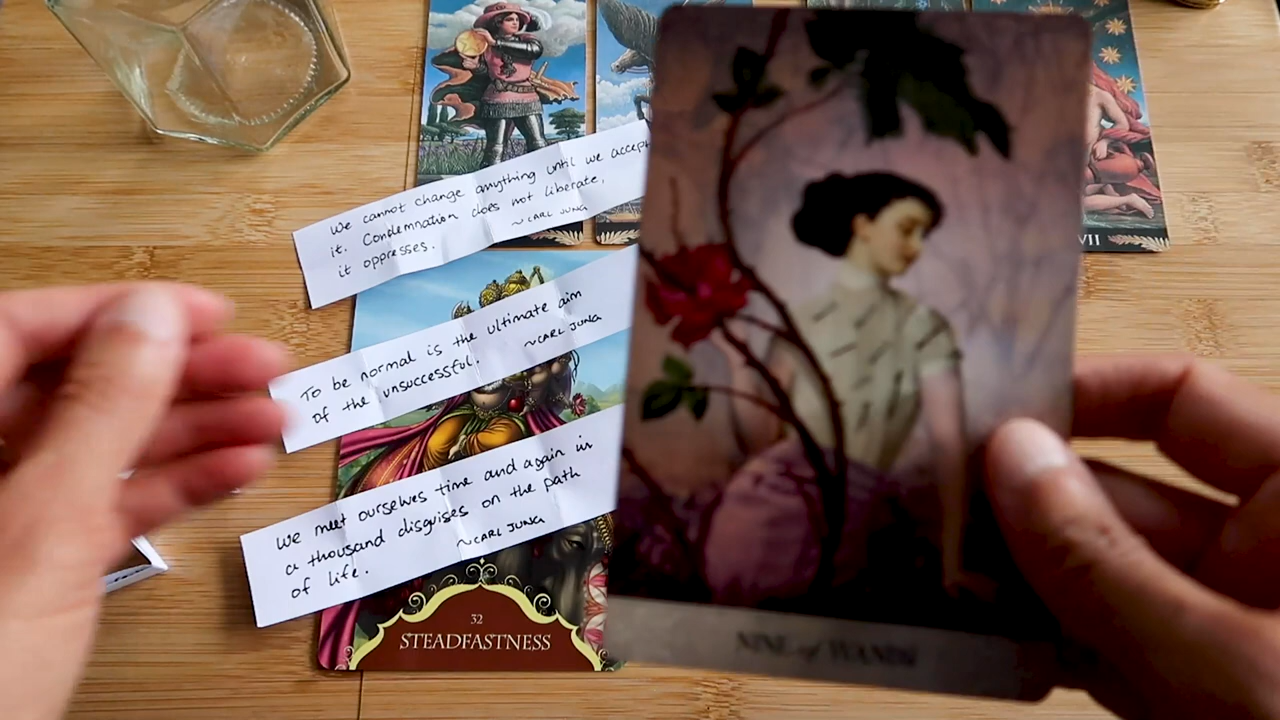 We cannot change anything until we accept
it. Condemnation does not liberate,
it oppresses. ~CARL JUNG
To be normal is the ultimate aim
of the unsuccessful. ~CARL JUNG
We meet ourselves time and again in
a thousand disguises on the path
of life. ~CARL JUNG
32
STEADFASTNESS
NINE of WANDS
VII